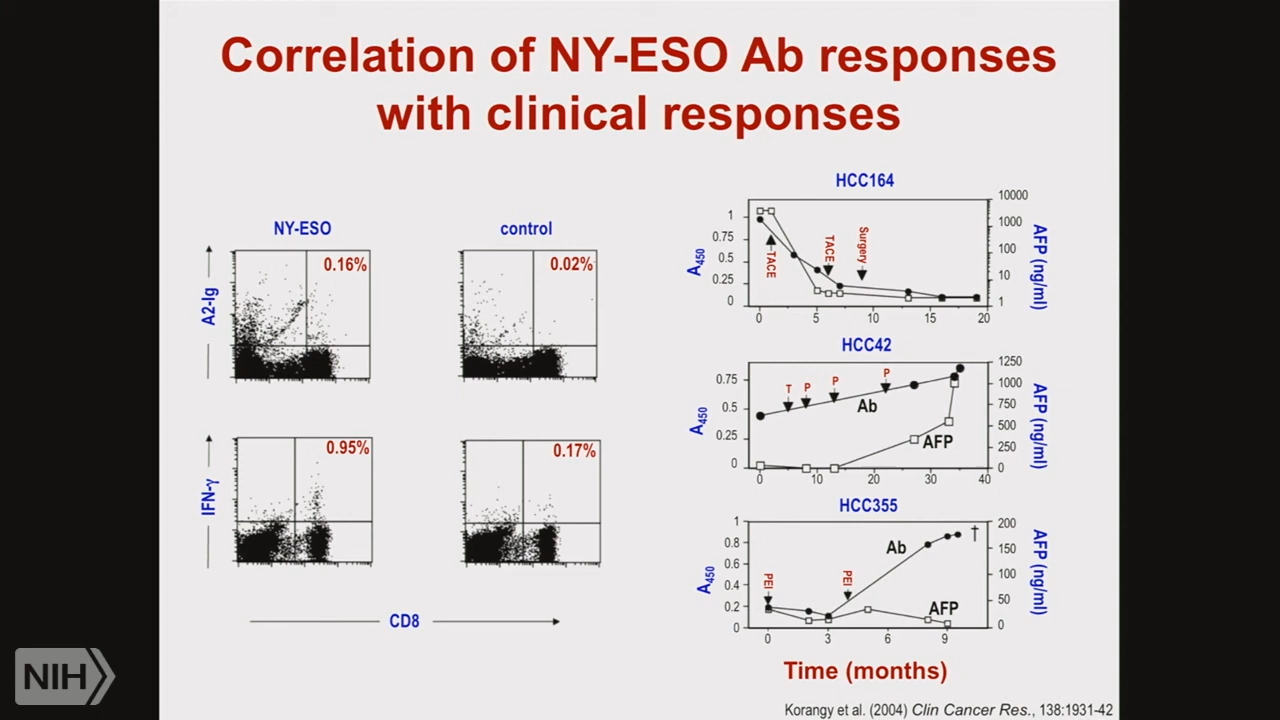 Correlation of NY-ESO Ab responses
with clinical responses
NY-ESO
control
A2-Ig
0.16%
0.02%
IFN-γ
0.95%
0.17%
CD8
HCC164
A450
1
0.75
0.5
0.25
0
TACE
TACE
Surgery
10000
1000
100
10
1
AFP (ng/ml)
0 5 10 15 20
HCC42
A450
0.75
0.5
0.25
0
T P P P
Ab
AFP
1250
1000
750
500
250
0
AFP (ng/ml)
0 10 20 30 40
HCC355
A450
1
0.8
0.6
0.4
0.2
0
PEI
PEI
Ab
AFP
†
200
150
100
50
0
AFP (ng/ml)
0 3 6 9
Time (months)
NIH
Korangy et al. (2004) Clin Cancer Res., 138:1931-42